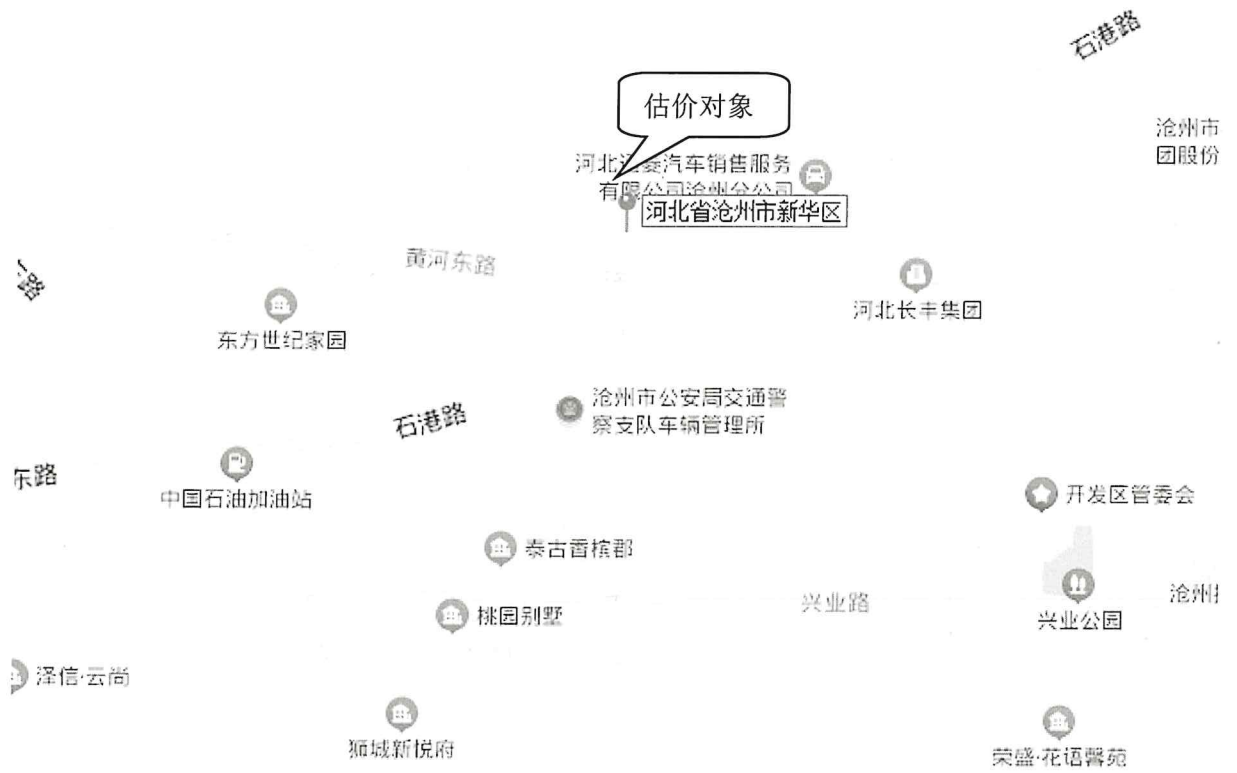 石港路
估价对象
沧州市
团股份
河北
菱汽车销售服务
有限公司沧州分公司
河北省沧州市新华区
黄河东路
路
河北长丰集团
东方世纪家园
沧州市公安局交通警
察支队车辆管理所
石港路
东路
中国石油加油站
开发区管委会
泰古香槟郡
兴业路
沧州
桃园别墅
兴业公园
泽信·云尚
狮城新悦府
荣盛·花语馨苑